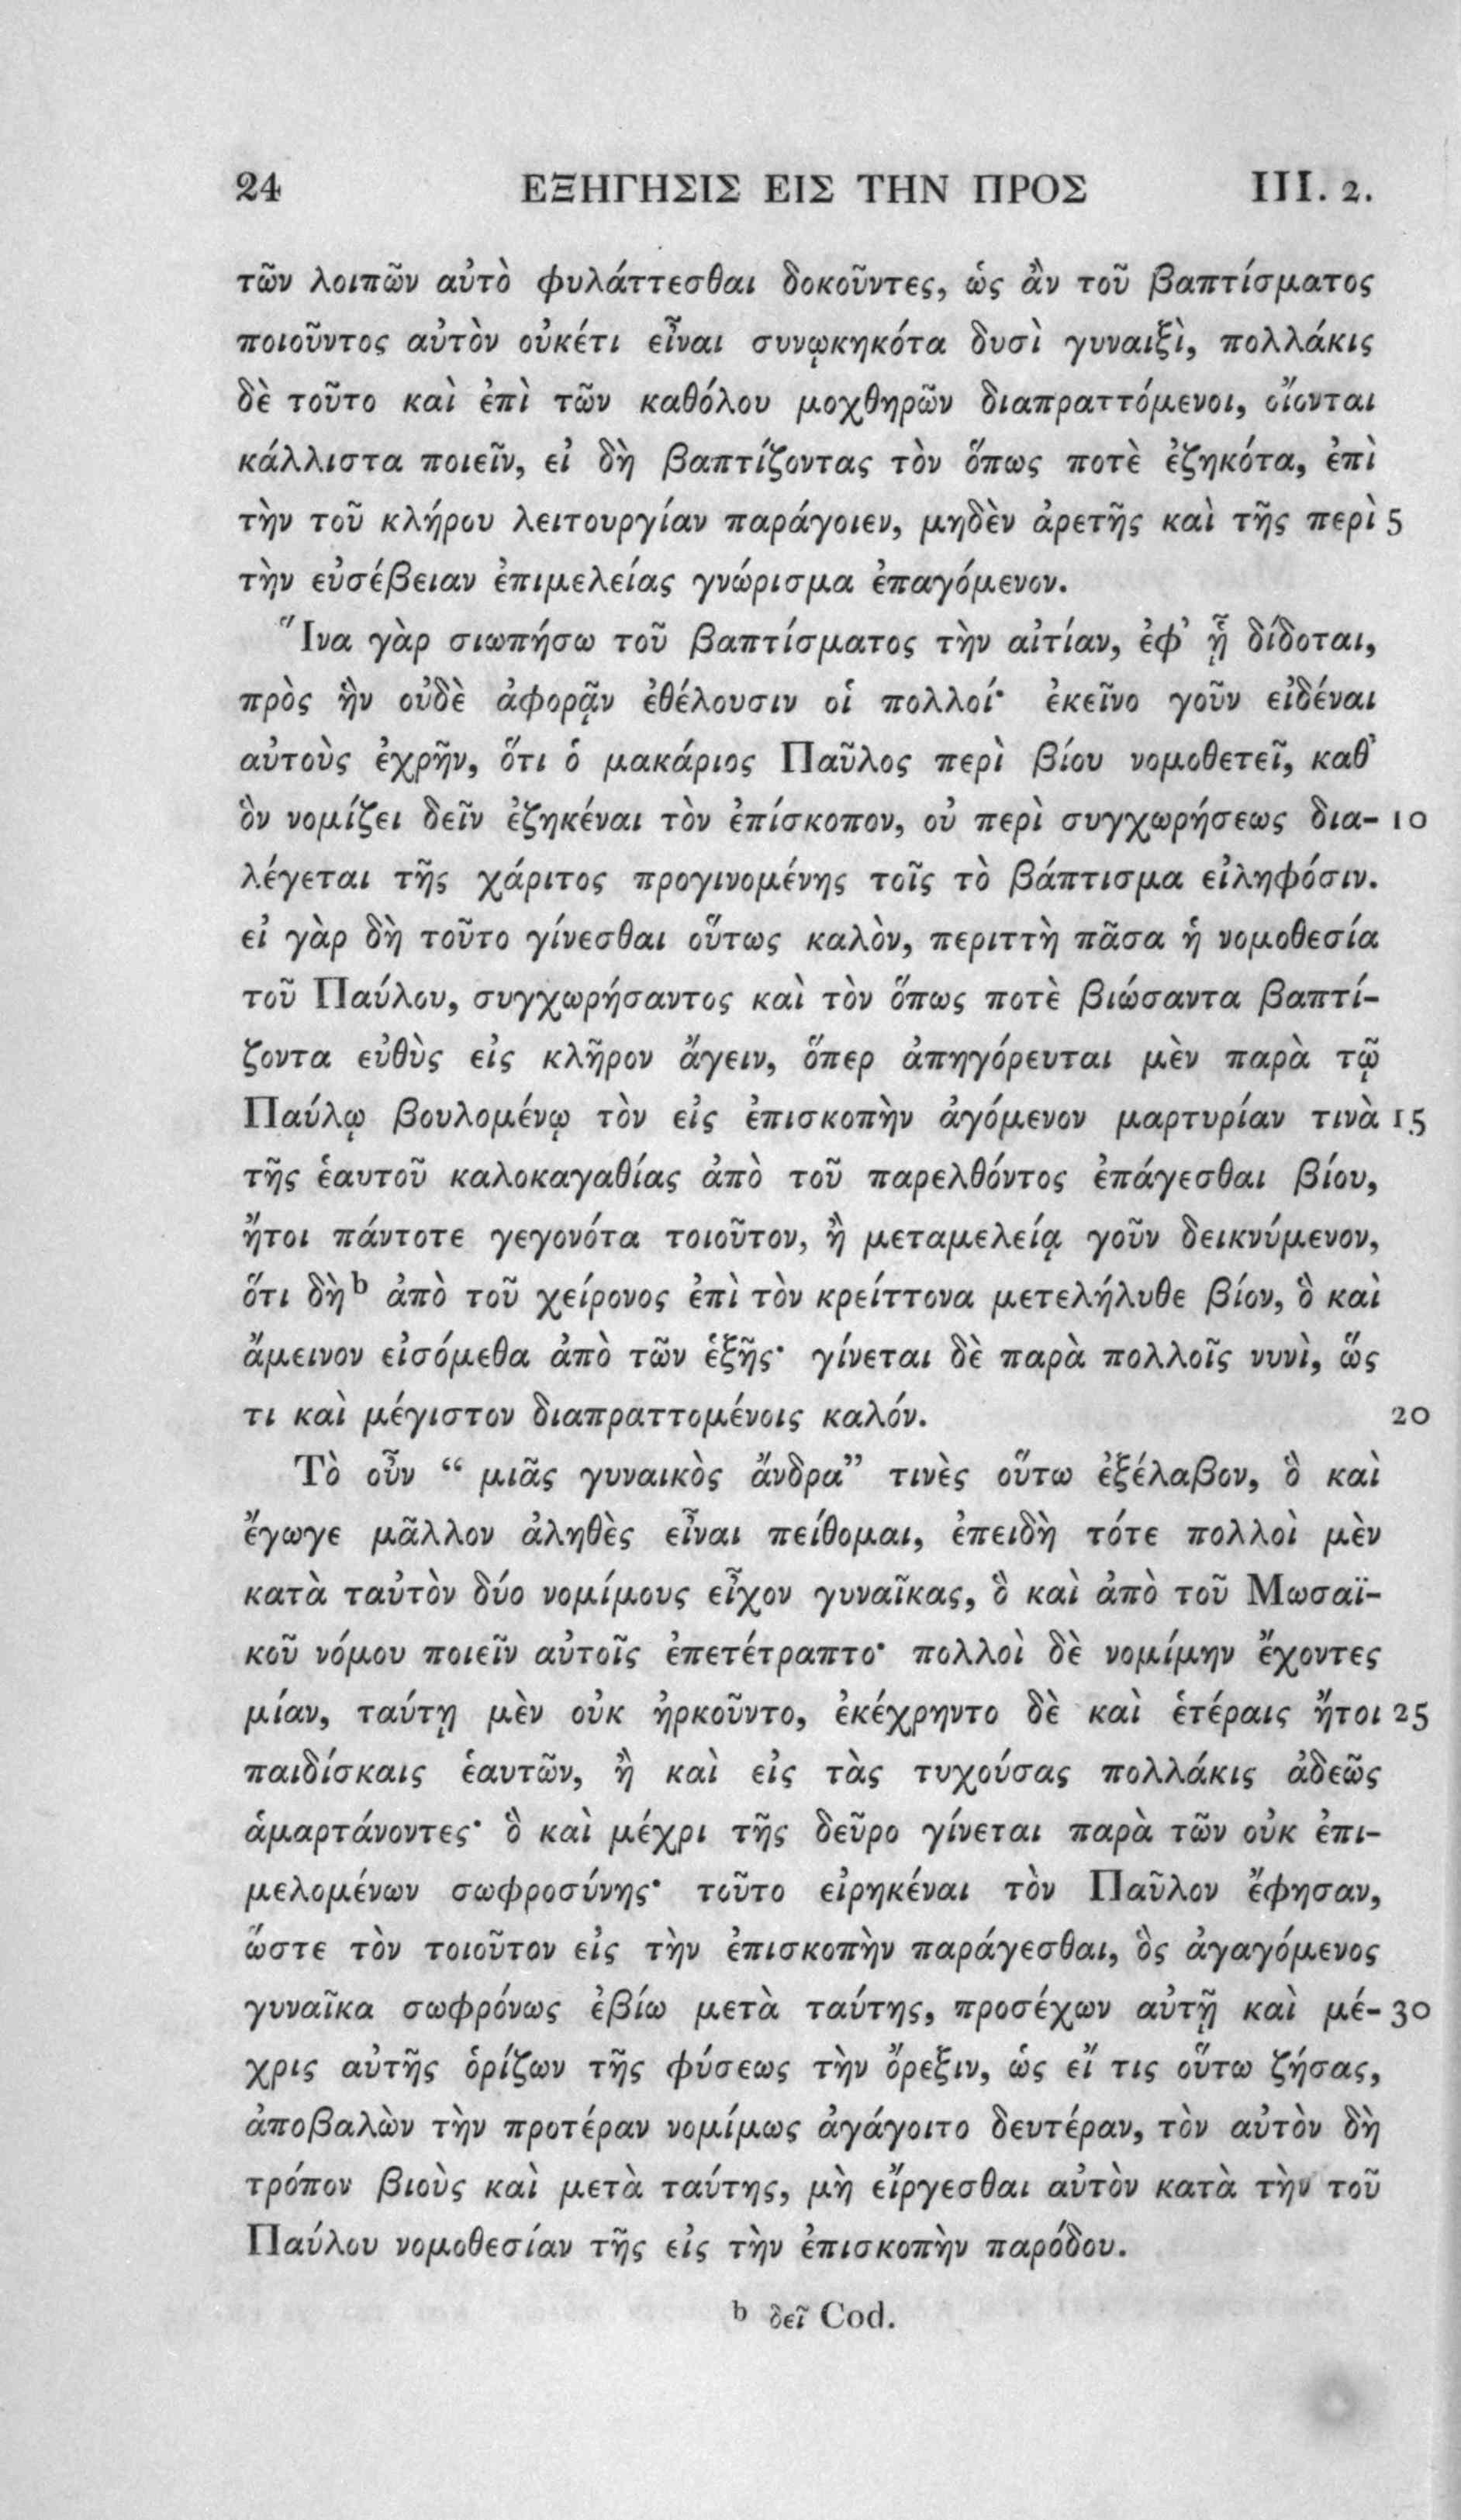 24 ΕΞΗΓΗΣΙΣ ΕΙΣ ΤΗΝ ΠΡΟΣ III. 2.
τῶν λοιπῶν αὐτὸ φυλάττεσθαι δοκοῦντες, ὡς ἂν τοῦ βαπτίσματος
ποιοῦντος αὐτὸν οὐκέτι εἶναι συνῳκηκότα δυσὶ γυναιξὶ, πολλάκις
δὲ τοῦτο καὶ ἐπὶ τῶν καθόλου μοχθηρῶν διαπραττόμενοι, οἴονται
κάλλιστα ποιεῖν, εἰ δὴ βαπτίζοντας τὸν ὅπως ποτὲ ἐζηκότα, ἐπὶ
τὴν τοῦ κλήρου λειτουργίαν παράγοιεν, μηδὲν ἀρετῆς καὶ τῆς περὶ 5
τὴν εὐσέβειαν ἐπιμελείας γνώρισμα ἐπαγόμενον.
Ἵνα γὰρ σιωπήσω τοῦ βαπτίσματος τὴν αἰτίαν, ἐφ’ ᾗ δίδοται,
πρὸς ἣν οὐδὲ ἀφορᾷν ἐθέλουσιν οἱ πολλοί· ἐκεῖνο γοῦν εἰδέναι
αὐτοὺς ἐχρῆν, ὅτι ὁ μακάριος Παῦλος περὶ βίου νομοθετεῖ, καθ’
ὃν νομίζει δεῖν ἐζηκέναι τὸν ἐπίσκοπον, οὐ περὶ συγχωρήσεως δια- 10
λέγεται τῆς χάριτος προγινομένης τοῖς τὸ βάπτισμα εἰληφόσιν.
εἰ γὰρ δὴ τοῦτο γίνεσθαι οὕτως καλὸν, περιττὴ πᾶσα ἡ νομοθεσία
τοῦ Παύλου, συγχωρήσαντος καὶ τὸν ὅπως ποτὲ βιώσαντα βαπτί-
ζοντα εὐθὺς εἰς κλῆρον ἄγειν, ὅπερ ἀπηγόρευται μὲν παρὰ τῷ
Παύλῳ βουλομένῳ τὸν εἰς ἐπισκοπὴν ἀγόμενον μαρτυρίαν τινὰ 15
τῆς ἑαυτοῦ καλοκαγαθίας ἀπὸ τοῦ παρελθόντος ἐπάγεσθαι βίου,
ἤτοι πάντοτε γεγονότα τοιοῦτον, ἢ μεταμελείᾳ γοῦν δεικνύμενον,
ὅτι δὴ b ἀπὸ τοῦ χείρονος ἐπὶ τὸν κρείττονα μετελήλυθε βίον, ὃ καὶ
ἄμεινον εἰσόμεθα ἀπὸ τῶν ἑξῆς· γίνεται δὲ παρὰ πολλοῖς νυνὶ, ὥς
τι καὶ μέγιστον διαπραττομένοις καλόν. 20
Τὸ οὖν “ μιᾶς γυναικὸς ἄνδρα” τινὲς οὕτω ἐξέλαβον, ὃ καὶ
ἔγωγε μᾶλλον ἀληθὲς εἶναι πείθομαι, ἐπειδὴ τότε πολλοὶ μὲν
κατὰ ταὐτὸν δύο νομίμους εἶχον γυναῖκας, ὃ καὶ ἀπὸ τοῦ Μωσαϊ-
κοῦ νόμου ποιεῖν αὐτοῖς ἐπετέτραπτο· πολλοὶ δὲ νομίμην ἔχοντες
μίαν, ταύτῃ μὲν οὐκ ἠρκοῦντο, ἐκέχρηντο δὲ καὶ ἑτέραις ἤτοι 25
παιδίσκαις ἑαυτῶν, ἢ καὶ εἰς τὰς τυχούσας πολλάκις ἀδεῶς
ἁμαρτάνοντες· ὃ καὶ μέχρι τῆς δεῦρο γίνεται παρὰ τῶν οὐκ ἐπι-
μελομένων σωφροσύνης· τοῦτο εἰρηκέναι τὸν Παῦλον ἔφησαν,
ὥστε τὸν τοιοῦτον εἰς τὴν ἐπισκοπὴν παράγεσθαι, ὃς ἀγαγόμενος
γυναῖκα σωφρόνως ἐβίω μετὰ ταύτης, προσέχων αὐτῇ καὶ μέ- 30
χρις αὐτῆς ὁρίζων τῆς φύσεως τὴν ὄρεξιν, ὡς εἴ τις οὕτω ζήσας,
ἀποβαλὼν τὴν προτέραν νομίμως ἀγάγοιτο δευτέραν, τὸν αὐτὸν δὴ
τρόπον βιοὺς καὶ μετὰ ταύτης, μὴ εἴργεσθαι αὐτὸν κατὰ τὴν τοῦ
Παύλου νομοθεσίαν τῆς εἰς τὴν ἐπισκοπὴν παρόδου.
b δεῖ Cod.